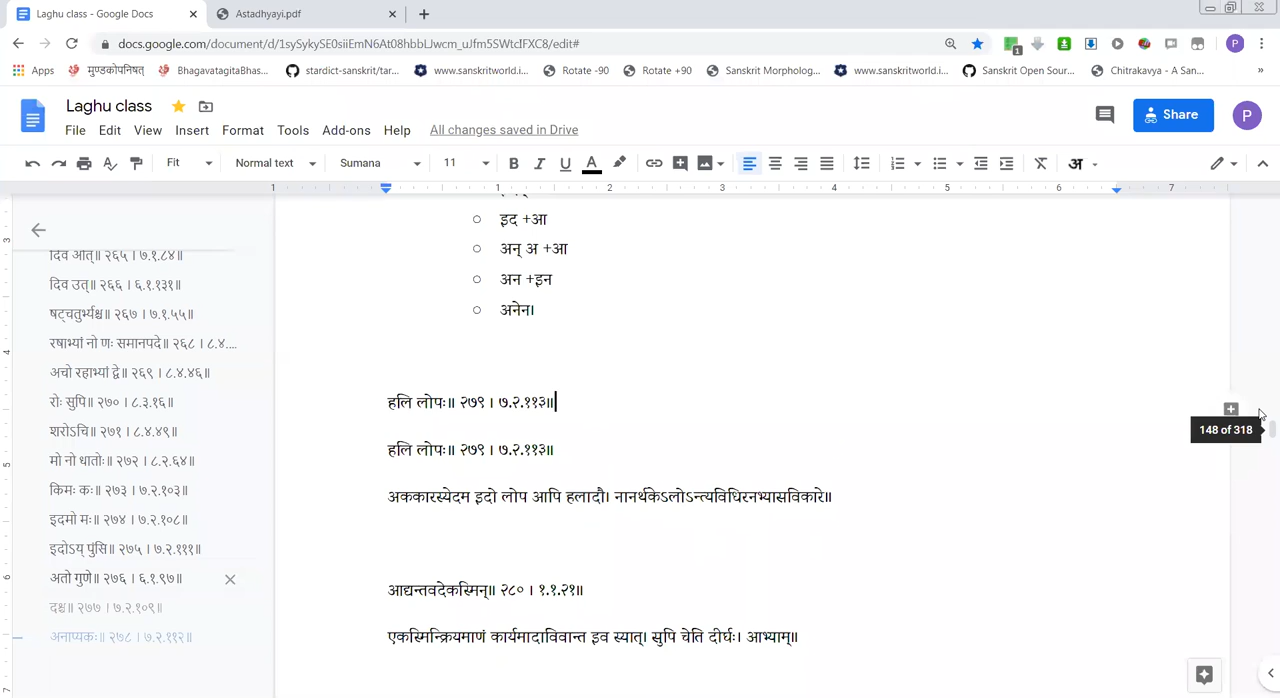 Laghu class - Google Docs
Astadhyayi.pdf
docs.google.com/document/d/1sySykySE0siiEmN6At08hbbLJwcm_uJfm5SWtcIFXC8/edit#
Apps
मुण्डकोपनिषत्
BhagavatagitaBhas...
stardict-sanskrit/tar...
www.sanskritworld.i...
Rotate -90
Rotate +90
Sanskrit Morpholog...
www.sanskritworld.i...
Sanskrit Open Sour...
Chitrakavya - A San...
»
Laghu class
File Edit View Insert Format Tools Add-ons Help All changes saved in Drive
Share
P
Fit Normal text Sumana 11 B I U A अ
1 1 2 3 4 5 6 7
दिव औत्॥ २६५ । ७.१.८४॥
दिव उत्॥ २६६ । ६.१.१३१॥
षट्चतुर्भ्यश्च॥ २६७ । ७.१.५५॥
रषाभ्यां नो णः समानपदे॥ २६८ । ८.४....
अचो रहाभ्यां द्वे॥ २६९ । ८.४.४६॥
रोः सुपि॥ २७० । ८.३.१६॥
शरोऽचि॥ २७१ । ८.४.४९॥
मो नो धातोः॥ २७२ । ८.२.६४॥
किमः कः॥ २७३ । ७.२.१०३॥
इदमो मः॥ २७४ । ७.२.१०८॥
इदोऽय् पुंसि॥ २७५ । ७.२.१११॥
अतो गुणे॥ २७६ । ६.१.९७॥
दश्च॥ २७७ । ७.२.१०९॥
अनाप्यकः॥ २७८ । ७.२.११२॥
इद +आ
अन् अ +आ
अन +इन
अनेन।
हलि लोपः॥ २७९ । ७.२.११३॥
हलि लोपः॥ २७९ । ७.२.११३॥
अककारस्येदम इदो लोप आपि हलादौ। नानर्थकेऽलोऽन्त्यविधिरनभ्यासविकारे॥
आद्यन्तवदेकस्मिन्॥ २८० । १.१.२१॥
एकस्मिन्क्रियमाणं कार्यमादाविवान्त इव स्यात्। सुपि चेति दीर्घः। आभ्याम्॥
148 of 318